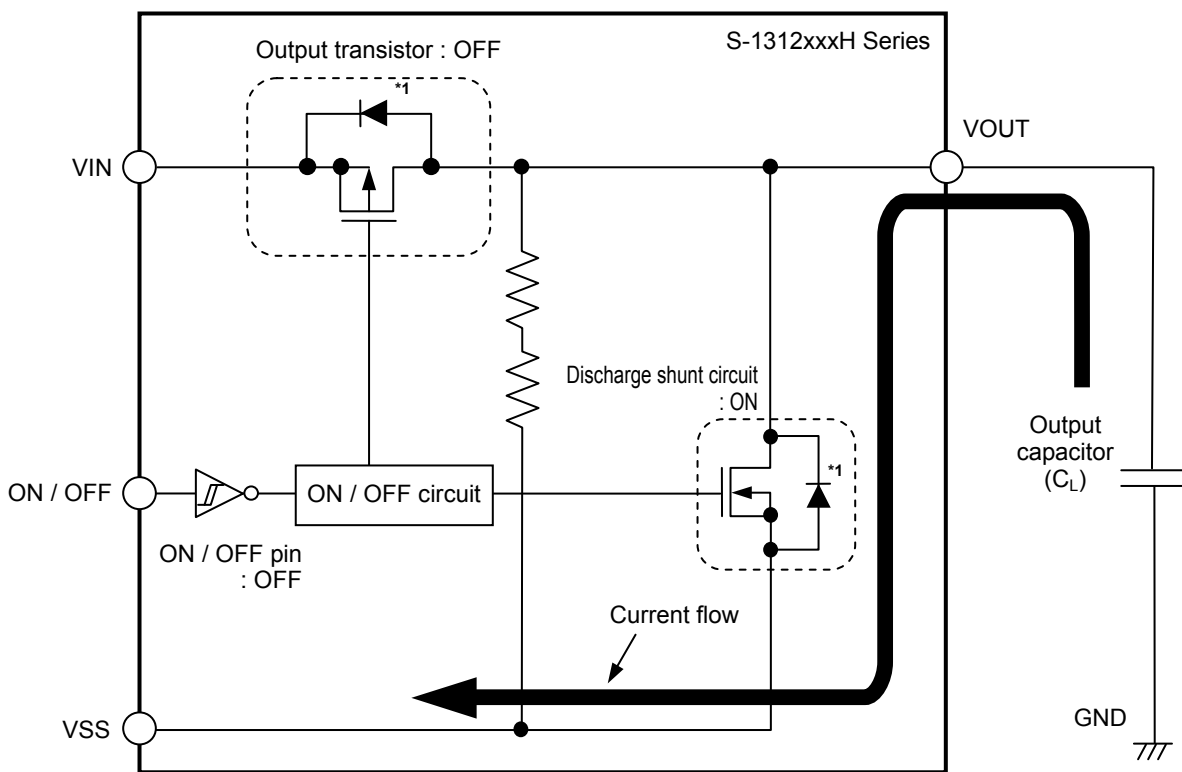 S-1312xxxH Series
Output transistor : OFF
*1
VOUT
VIN
Discharge shunt circuit
: ON
*1
Output
capacitor
(CL)
ON / OFF
ON / OFF circuit
ON / OFF pin
: OFF
Current flow
GND
VSS